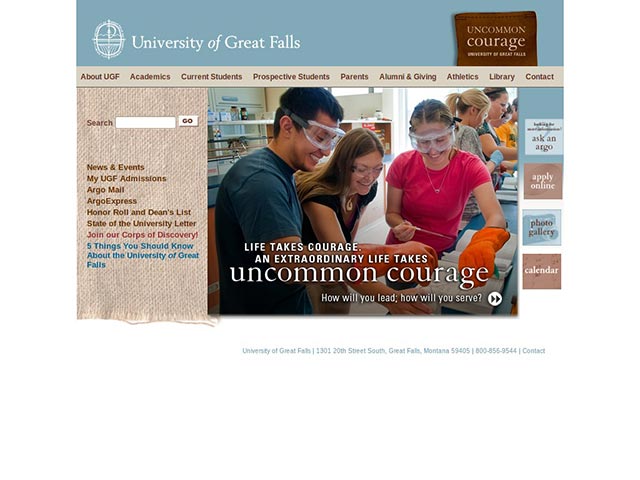 University of Great Falls
UNCOMMON
courage
UNIVERSITY OF GREAT FALLS
About UGF Academics Current Students Prospective Students Parents Alumni & Giving Athletics Library Contact
Search GO
News & Events
My UGF Admissions
Argo Mail
ArgoExpress
Honor Roll and Dean's List
State of the University Letter
Join our Corps of Discovery!
5 Things You Should Know
About the University of Great
Falls
LIFE TAKES COURAGE.
AN EXTRAORDINARY LIFE TAKES
uncommon courage
How will you lead; how will you serve?
looking for
more information?
ask an
argo
apply
online
photo
gallery
calendar
University of Great Falls | 1301 20th Street South, Great Falls, Montana 59405 | 800-856-9544 | Contact